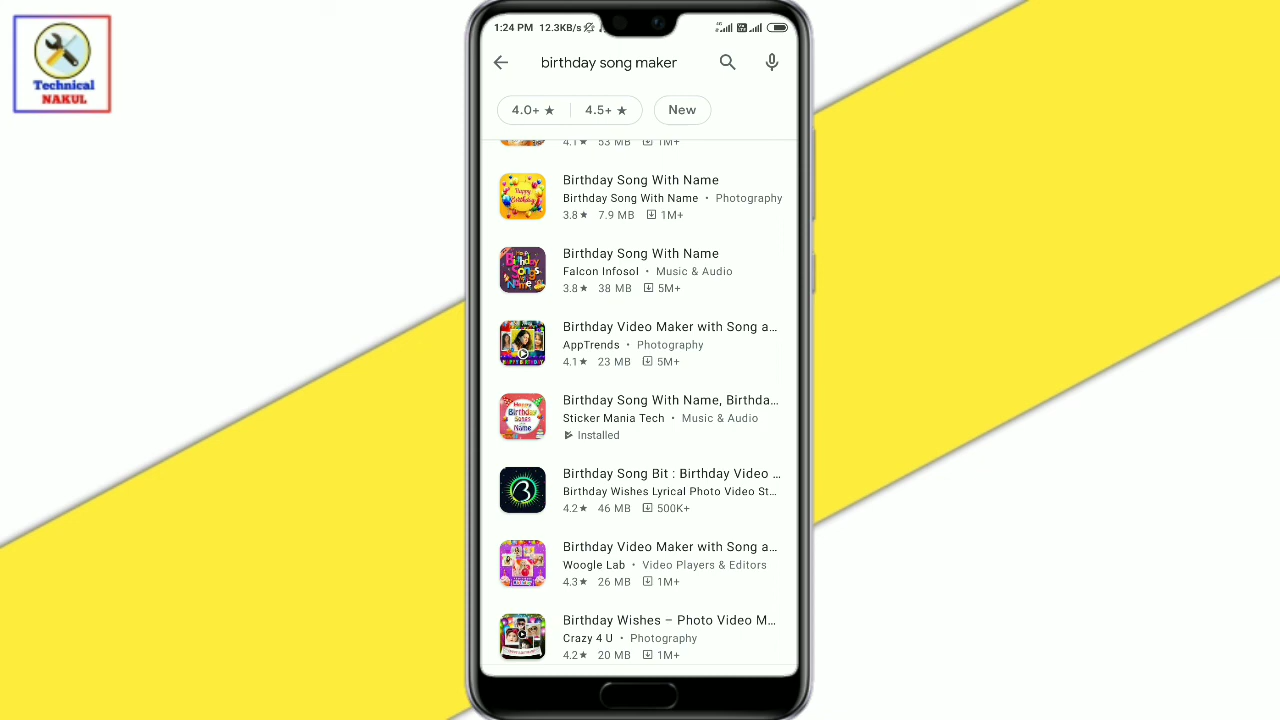 Technical
NAKUL
1:24 PM 12.3KB/s
birthday song maker
4.0+ ★ 4.5+ ★ New
4.1★ 53 MB 1M+
Birthday Song With Name
Birthday Song With Name • Photography
3.8★ 7.9 MB 1M+
Birthday Song With Name
Falcon Infosol • Music & Audio
3.8★ 38 MB 5M+
Birthday Video Maker with Song a...
AppTrends • Photography
4.1★ 23 MB 5M+
Birthday Song With Name, Birthda...
Sticker Mania Tech • Music & Audio
Installed
Birthday Song Bit : Birthday Video ...
Birthday Wishes Lyrical Photo Video St...
4.2★ 46 MB 500K+
Birthday Video Maker with Song a...
Woogle Lab • Video Players & Editors
4.3★ 26 MB 1M+
Birthday Wishes – Photo Video M...
Crazy 4 U • Photography
4.2★ 20 MB 1M+